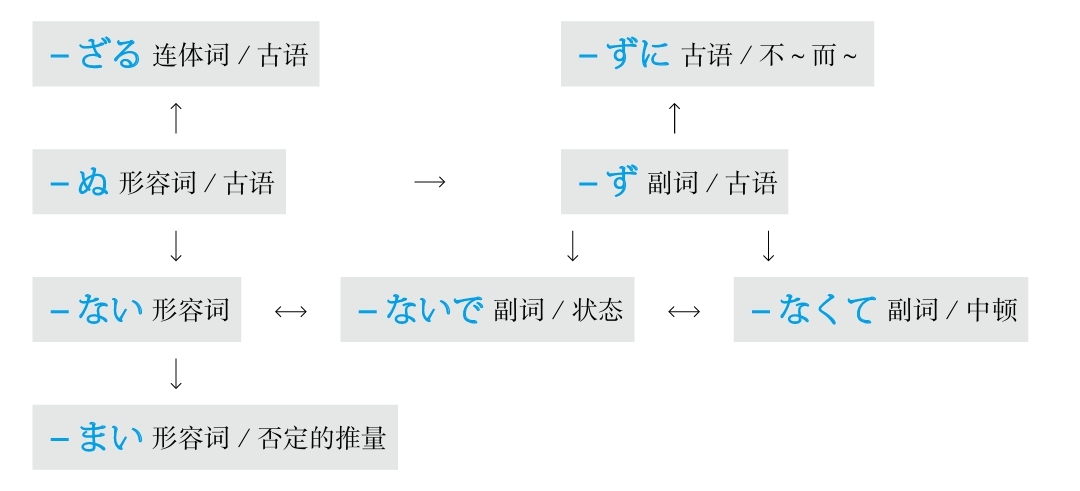 －ざる 连体词 / 古语
－ずに 古语 / 不～而～
－ぬ 形容词 / 古语
－ず 副词 / 古语
－ない 形容词
－ないで 副词 / 状态
－なくて 副词 / 中顿
－まい 形容词 / 否定的推量